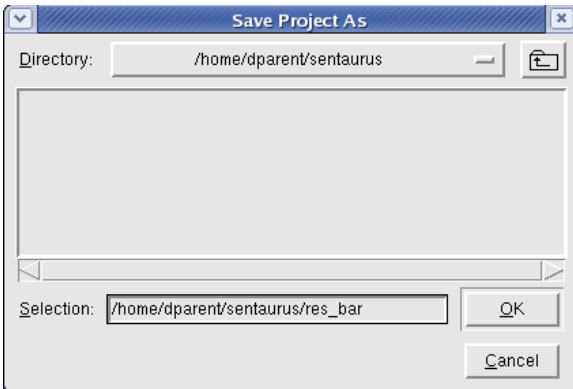 Save Project As
Directory: /home/dparent/sentaurus
Selection: /home/dparent/sentaurus/res_bar OK
Cancel